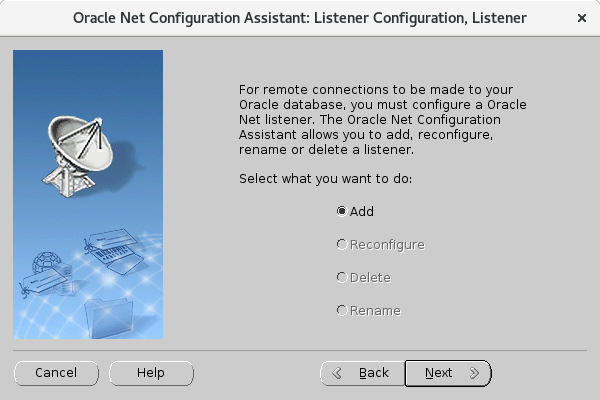 Oracle Net Configuration Assistant: Listener Configuration, Listener
For remote connections to be made to your
Oracle database, you must configure a Oracle
Net listener. The Oracle Net Configuration
Assistant allows you to add, reconfigure,
rename or delete a listener.
Select what you want to do:
Add
Reconfigure
Delete
Rename
Cancel
Help
Back
Next